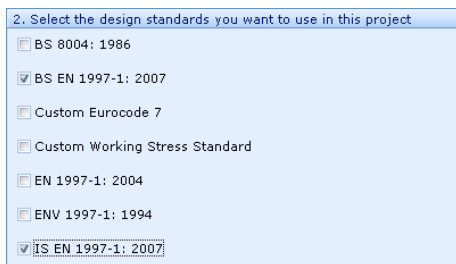 2. Select the design standards you want to use in this project
BS 8004: 1986
BS EN 1997-1: 2007
Custom Eurocode 7
Custom Working Stress Standard
EN 1997-1: 2004
ENV 1997-1: 1994
IS EN 1997-1: 2007